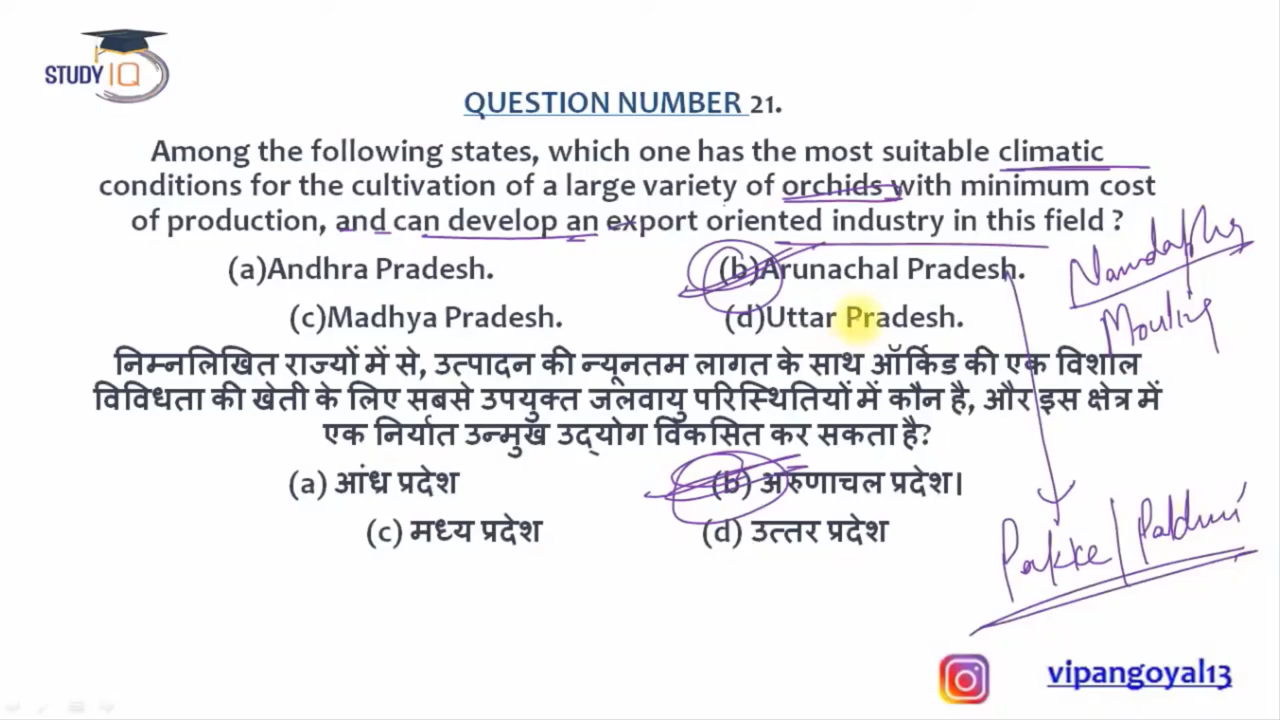 STUDY IQ
QUESTION NUMBER 21.
Among the following states, which one has the most suitable climatic
conditions for the cultivation of a large variety of orchids with minimum cost
of production, and can develop an export oriented industry in this field ?
(a)Andhra Pradesh. (b)Arunachal Pradesh.
(c)Madhya Pradesh. (d)Uttar Pradesh.
Namdapha
Mouling
निम्नलिखित राज्यों में से, उत्पादन की न्यूनतम लागत के साथ ऑर्किड की एक विशाल
विविधता की खेती के लिए सबसे उपयुक्त जलवायु परिस्थितियों में कौन है, और इस क्षेत्र में
एक निर्यात उन्मुख उद्योग विकसित कर सकता है?
(a) आंध्र प्रदेश (b) अरुणाचल प्रदेश।
(c) मध्य प्रदेश (d) उत्तर प्रदेश
Pakke/
vipangoyal13